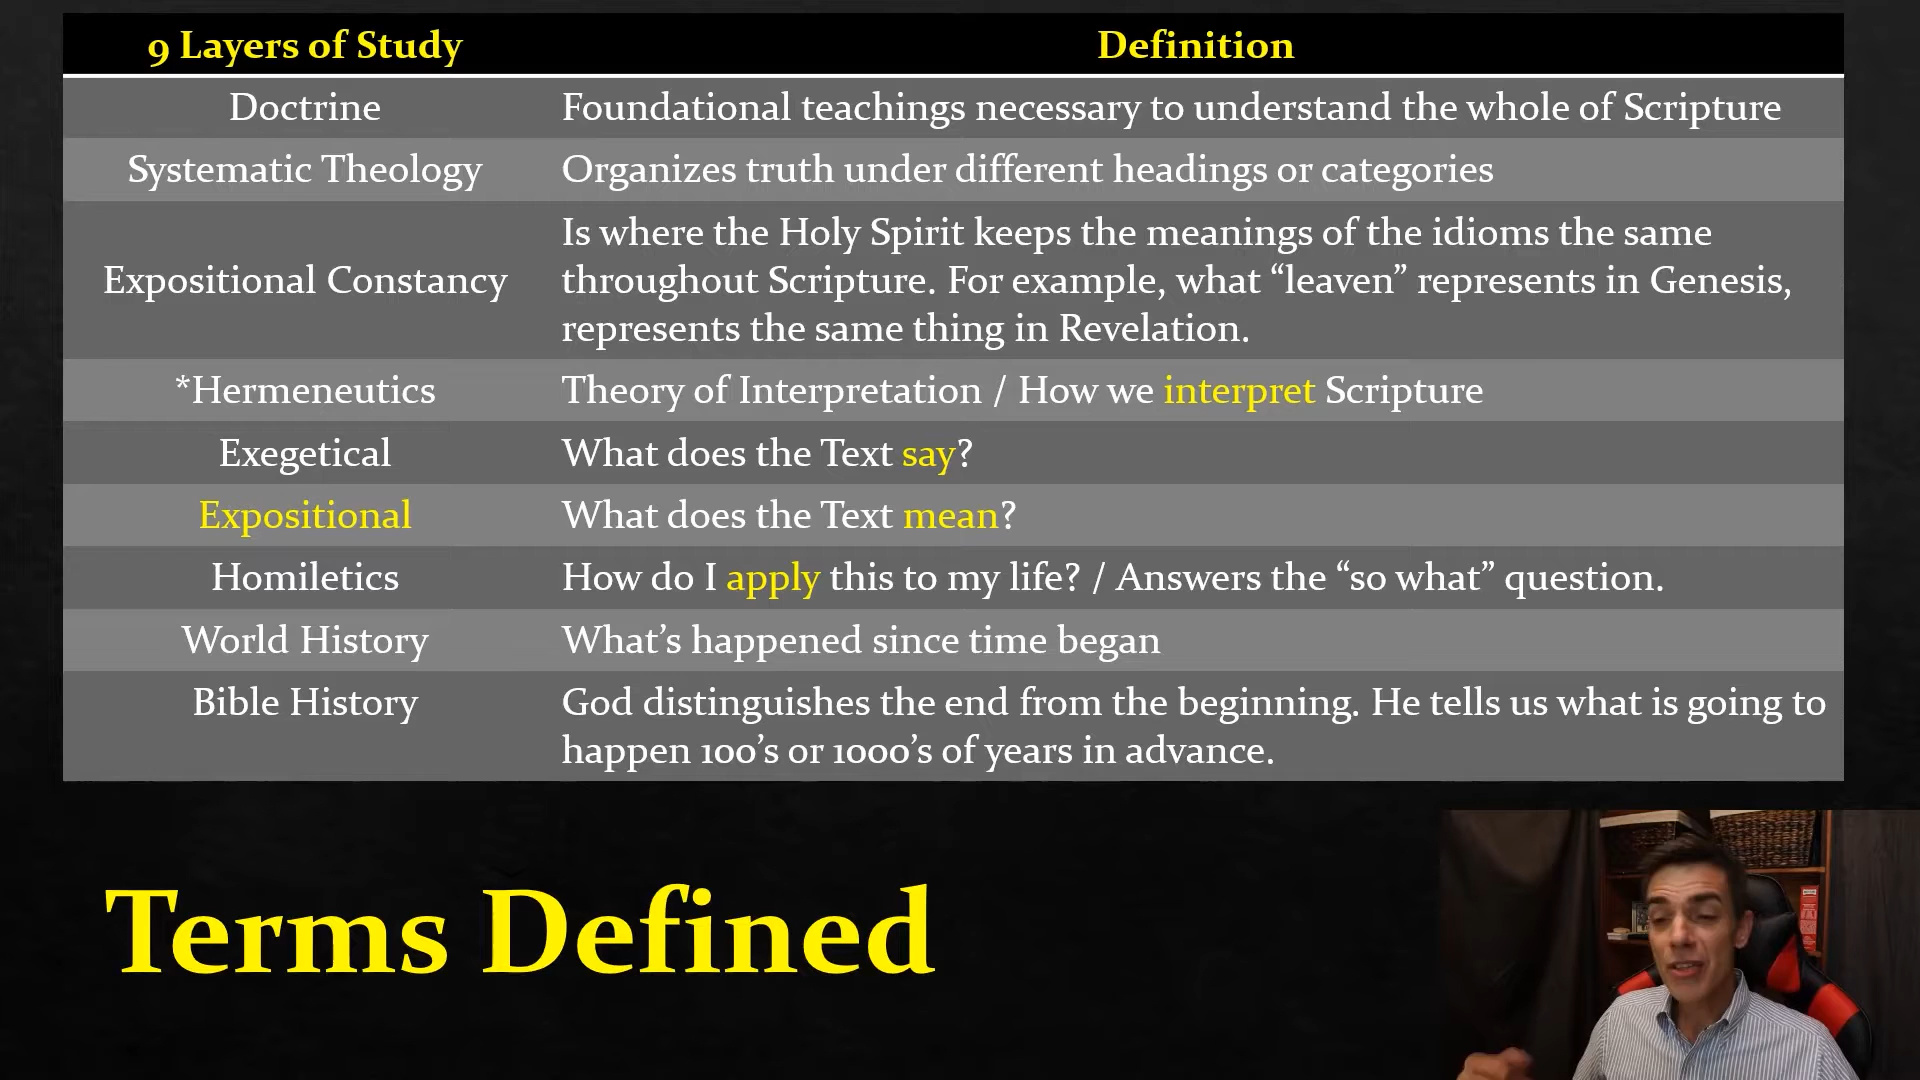 9 Layers of Study Definition
Doctrine Foundational teachings necessary to understand the whole of Scripture
Systematic Theology Organizes truth under different headings or categories
Expositional Constancy Is where the Holy Spirit keeps the meanings of the idioms the same
throughout Scripture. For example, what “leaven” represents in Genesis,
represents the same thing in Revelation.
*Hermeneutics Theory of Interpretation / How we interpret Scripture
Exegetical What does the Text say?
Expositional What does the Text mean?
Homiletics How do I apply this to my life? / Answers the “so what” question.
World History What’s happened since time began
Bible History God distinguishes the end from the beginning. He tells us what is going to
happen 100’s or 1000’s of years in advance.
Terms Defined